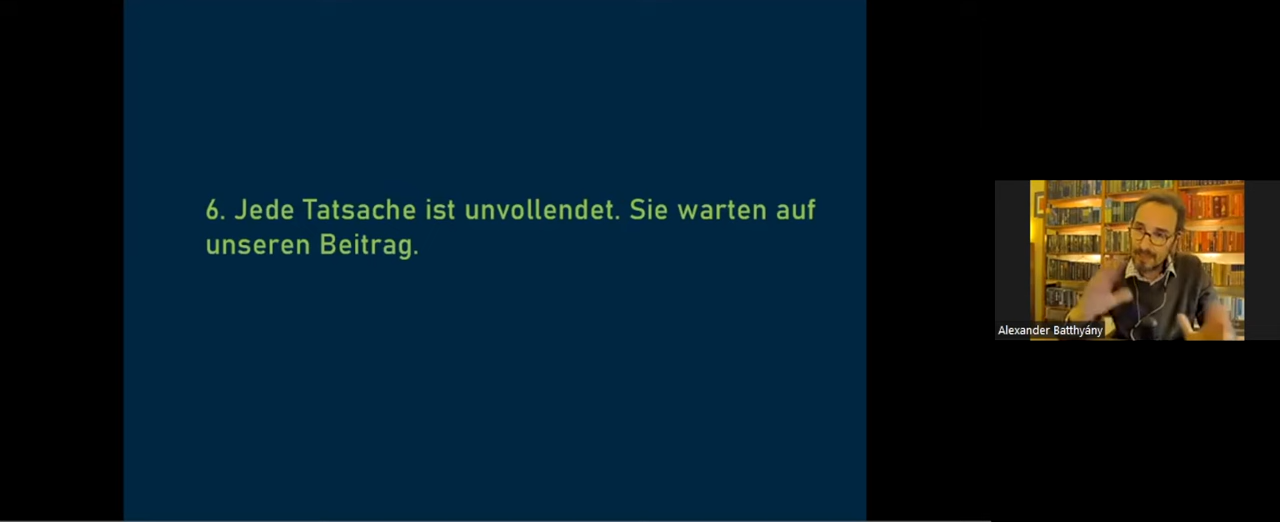 6. Jede Tatsache ist unvollendet. Sie warten auf
unseren Beitrag.
Alexander Batthyány